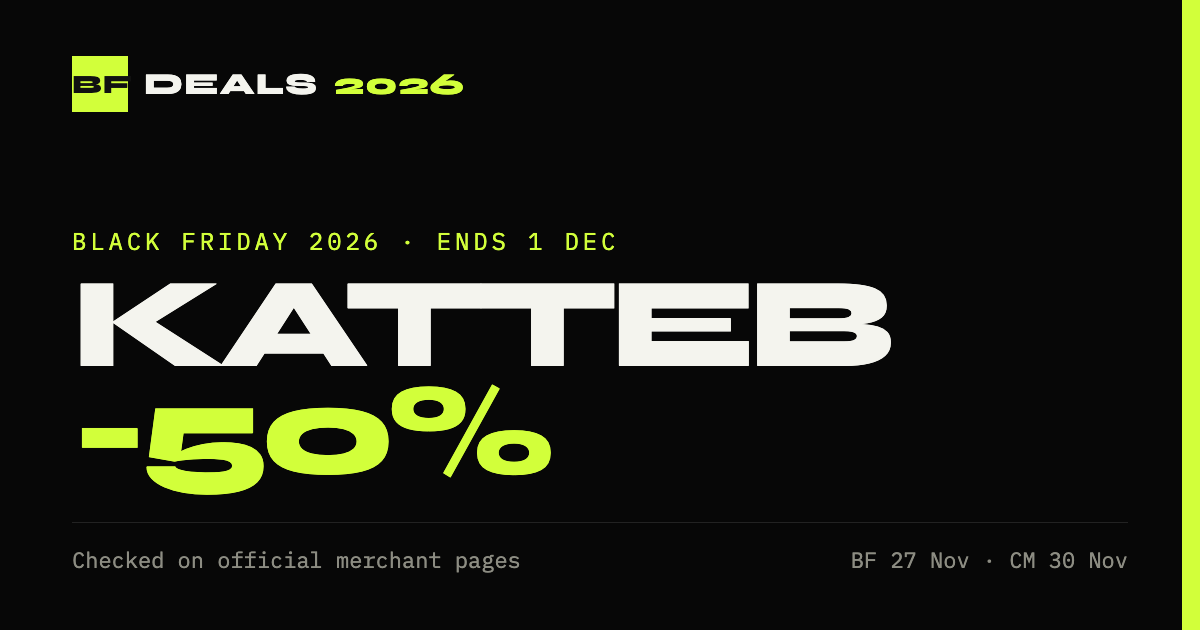 BF DEALS 2026
BLACK FRIDAY 2026 · ENDS 1 DEC
KATTEB
-50%
Checked on official merchant pages
BF 27 Nov · CM 30 Nov